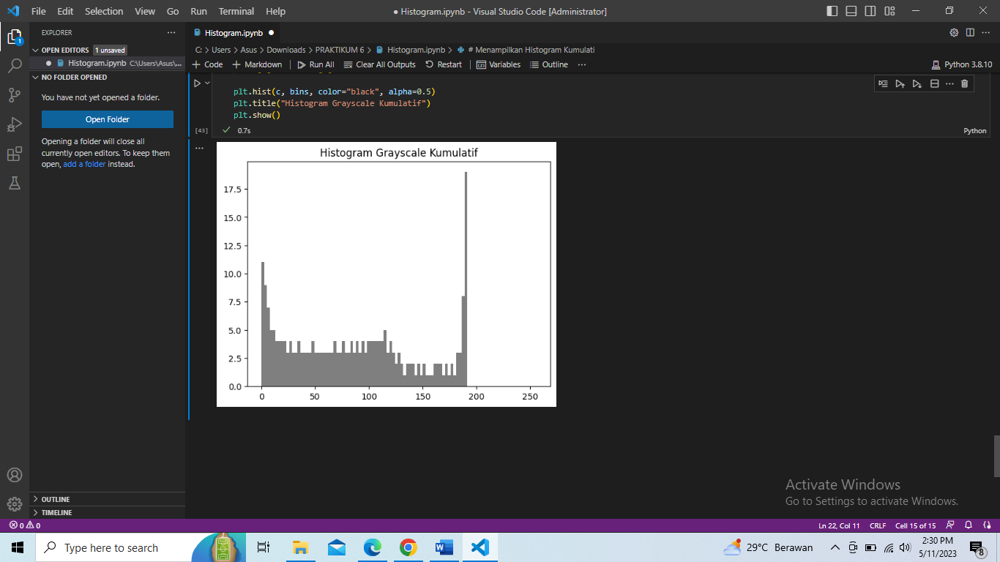 File Edit Selection View Go Run Terminal Help
● Histogram.ipynb - Visual Studio Code [Administrator]
EXPLORER
OPEN EDITORS 1 unsaved
Histogram.ipynb C:\Users\Asus\...
NO FOLDER OPENED
You have not yet opened a folder.
Open Folder
Opening a folder will close all
currently open editors. To keep them
open, add a folder instead.
OUTLINE
TIMELINE
1
Histogram.ipynb
C: > Users > Asus > Downloads > PRAKTIKUM 6 > Histogram.ipynb > # Menampilkan Histogram Kumulati
+ Code + Markdown Run All Clear All Outputs Restart Variables Outline ...
Python 3.8.10
plt.hist(c, bins, color="black", alpha=0.5)
plt.title("Histogram Grayscale Kumulatif")
plt.show()
[43] 0.7s
Python
Histogram Grayscale Kumulatif
17.5
15.0
12.5
10.0
7.5
5.0
2.5
0.0
0 50 100 150 200 250
Activate Windows
Go to Settings to activate Windows.
0 0
Ln 22, Col 11 CRLF Cell 15 of 15
Type here to search
29°C Berawan
2:30 PM
5/11/2023
8